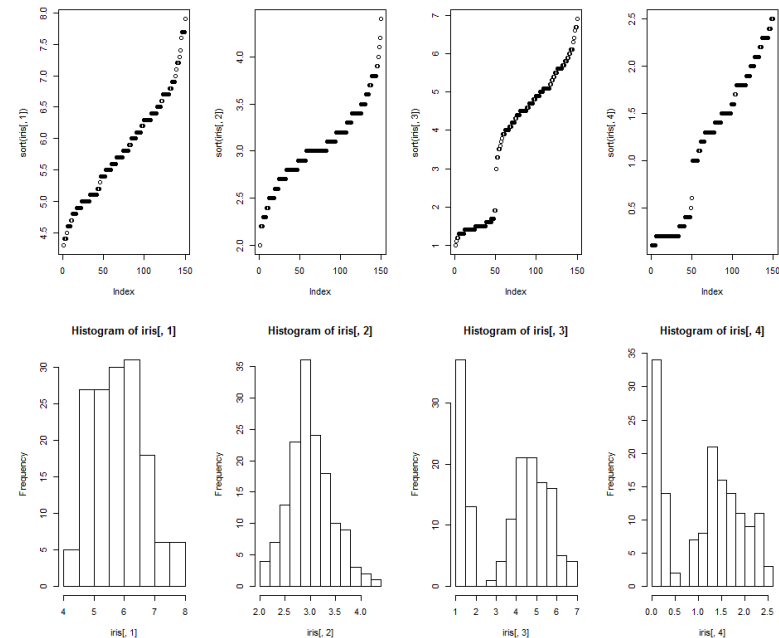 sort(iris[, 1])
4.5 5.0 5.5 6.0 6.5 7.0 7.5 8.0
0 50 100 150
Index
sort(iris[, 2])
2.0 2.5 3.0 3.5 4.0
0 50 100 150
Index
sort(iris[, 3])
1 2 3 4 5 6 7
0 50 100 150
Index
sort(iris[, 4])
0.5 1.0 1.5 2.0 2.5
0 50 100 150
Index
Histogram of iris[, 1]
Frequency
0 5 10 15 20 25 30
4 5 6 7 8
iris[, 1]
Histogram of iris[, 2]
Frequency
0 5 10 15 20 25 30 35
2.0 2.5 3.0 3.5 4.0
iris[, 2]
Histogram of iris[, 3]
Frequency
0 10 20 30
1 2 3 4 5 6 7
iris[, 3]
Histogram of iris[, 4]
Frequency
0 5 10 15 20 25 30 35
0.0 0.5 1.0 1.5 2.0 2.5
iris[, 4]